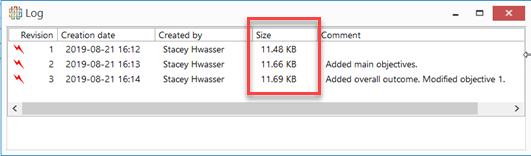 Log
Revision Creation date Created by Size Comment
1 2019-08-21 16:12 Stacey Hwasser 11.48 KB
2 2019-08-21 16:13 Stacey Hwasser 11.66 KB Added main objectives.
3 2019-08-21 16:14 Stacey Hwasser 11.69 KB Added overall outcome. Modified objective 1.